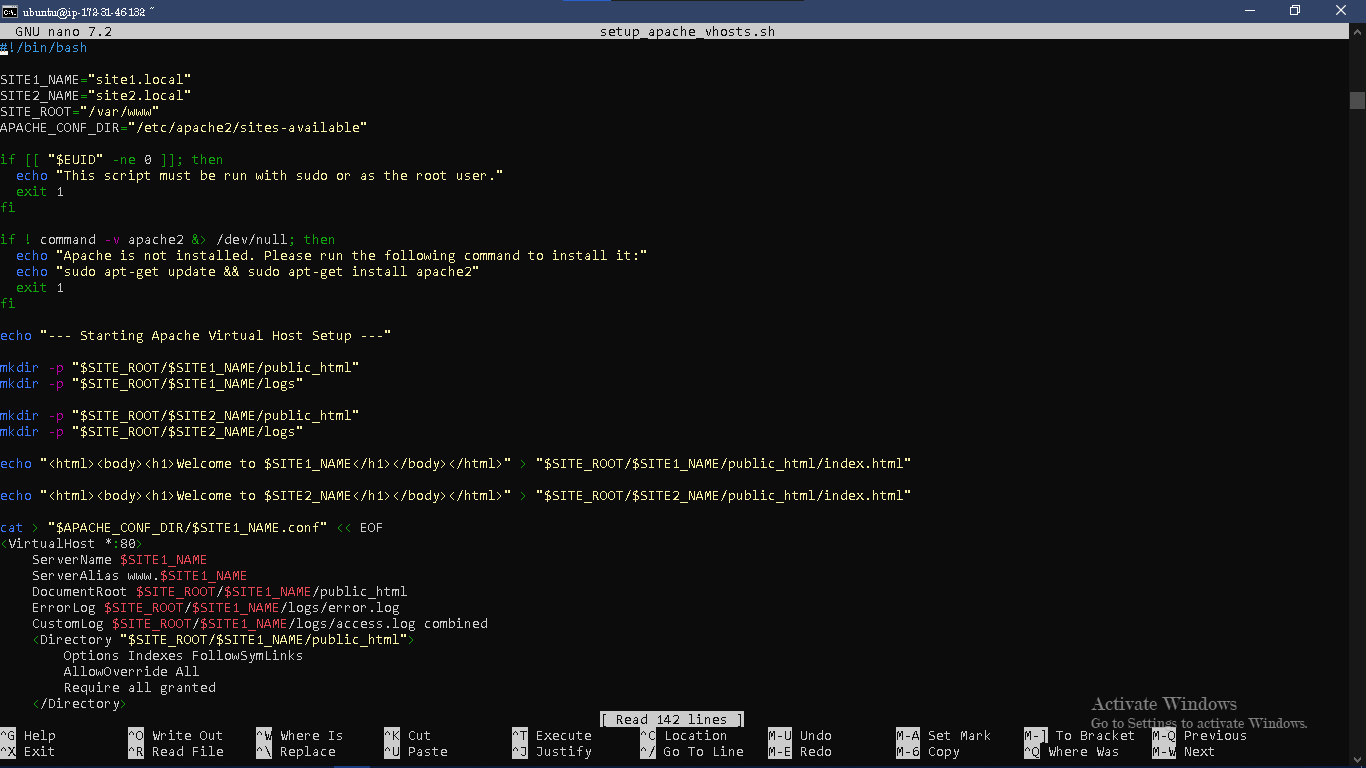 ubuntu@ip-172-31-46-132: ~
GNU nano 7.2 setup_apache_vhosts.sh
#!/bin/bash
SITE1_NAME="site1.local"
SITE2_NAME="site2.local"
SITE_ROOT="/var/www"
APACHE_CONF_DIR="/etc/apache2/sites-available"
if [[ "$EUID" -ne 0 ]]; then
  echo "This script must be run with sudo or as the root user."
  exit 1
fi
if ! command -v apache2 &> /dev/null; then
  echo "Apache is not installed. Please run the following command to install it:"
  echo "sudo apt-get update && sudo apt-get install apache2"
  exit 1
fi
echo "--- Starting Apache Virtual Host Setup ---"
mkdir -p "$SITE_ROOT/$SITE1_NAME/public_html"
mkdir -p "$SITE_ROOT/$SITE1_NAME/logs"
mkdir -p "$SITE_ROOT/$SITE2_NAME/public_html"
mkdir -p "$SITE_ROOT/$SITE2_NAME/logs"
echo "<html><body><h1>Welcome to $SITE1_NAME</h1></body></html>" > "$SITE_ROOT/$SITE1_NAME/public_html/index.html"
echo "<html><body><h1>Welcome to $SITE2_NAME</h1></body></html>" > "$SITE_ROOT/$SITE2_NAME/public_html/index.html"
cat > "$APACHE_CONF_DIR/$SITE1_NAME.conf" << EOF
<VirtualHost *:80>
    ServerName $SITE1_NAME
    ServerAlias www.$SITE1_NAME
    DocumentRoot $SITE_ROOT/$SITE1_NAME/public_html
    ErrorLog $SITE_ROOT/$SITE1_NAME/logs/error.log
    CustomLog $SITE_ROOT/$SITE1_NAME/logs/access.log combined
    <Directory "$SITE_ROOT/$SITE1_NAME/public_html">
        Options Indexes FollowSymLinks
        AllowOverride All
        Require all granted
    </Directory>
Activate Windows
[ Read 142 lines ]
Go to Settings to activate Windows.
^G Help ^O Write Out ^W Where Is ^K Cut ^T Execute ^C Location M-U Undo M-A Set Mark M-] To Bracket M-Q Previous
^X Exit ^R Read File ^\ Replace ^U Paste ^J Justify ^/ Go To Line M-E Redo M-6 Copy ^Q Where Was M-W Next